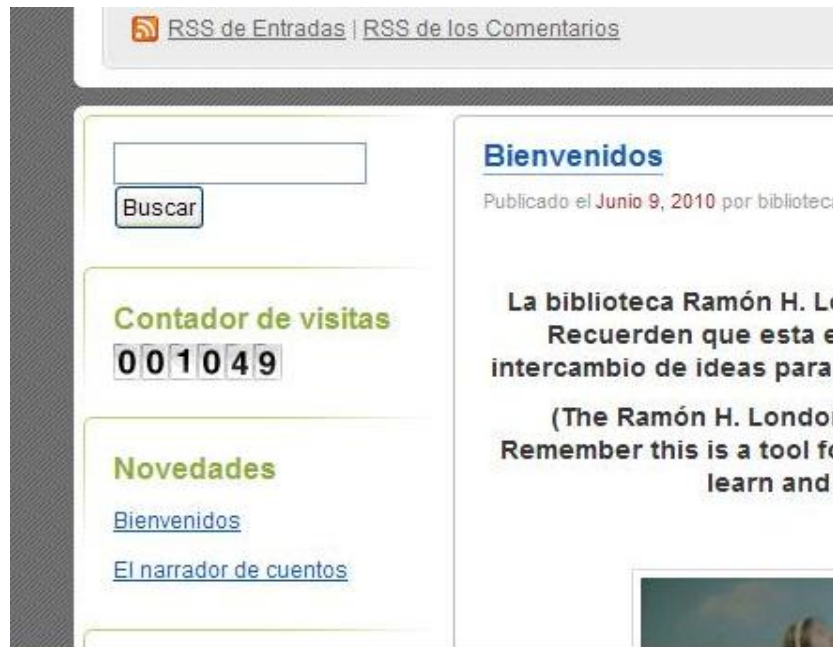 RSS de Entradas | RSS de los Comentarios
Buscar
Contador de visitas
001049
Novedades
Bienvenidos
El narrador de cuentos
Bienvenidos
Publicado el Junio 9, 2010 por
La biblioteca Ramón H.
Recuerden que esta
intercambio de ideas para
(The Ramón H.
Remember this is a tool
learn and